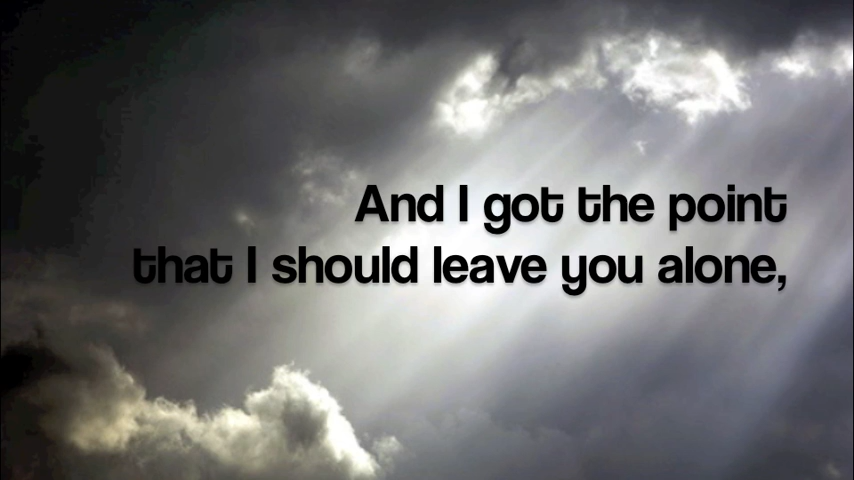 And I got the point
that I should leave you alone,